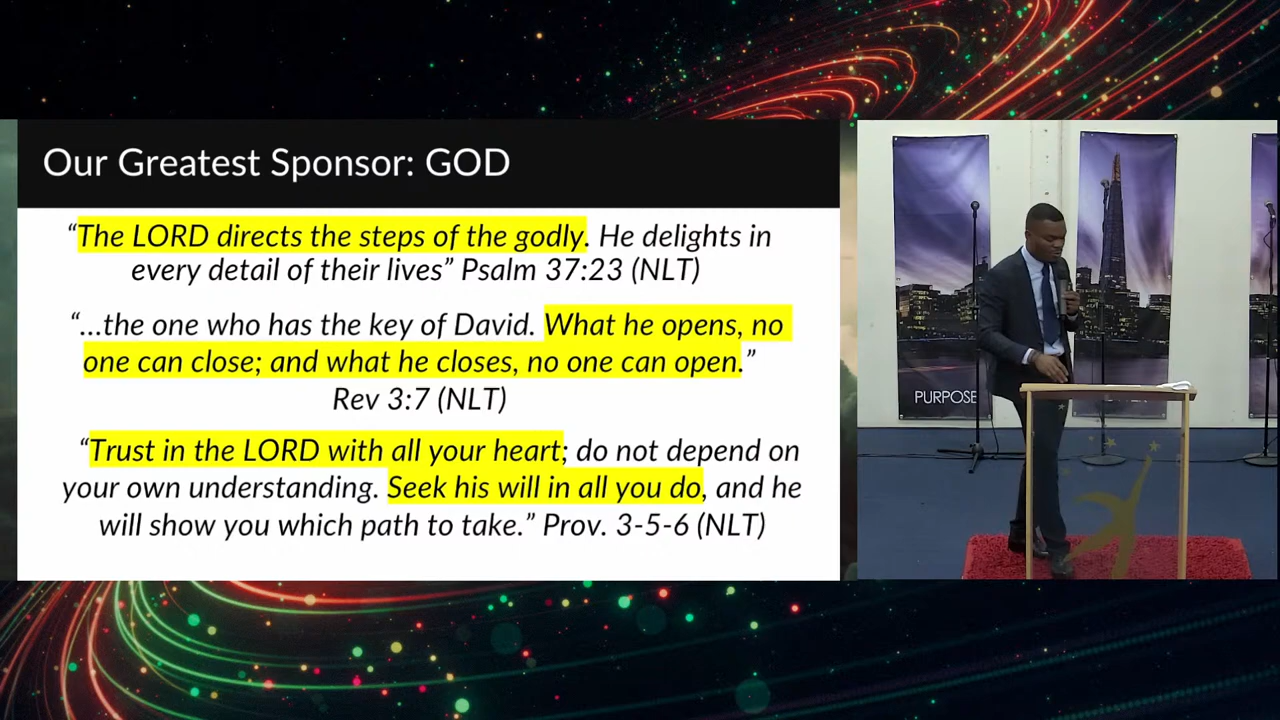 Our Greatest Sponsor: GOD
“The LORD directs the steps of the godly. He delights in
every detail of their lives” Psalm 37:23 (NLT)
“...the one who has the key of David. What he opens, no
one can close; and what he closes, no one can open.”
Rev 3:7 (NLT)
“Trust in the LORD with all your heart; do not depend on
your own understanding. Seek his will in all you do, and he
will show you which path to take.” Prov. 3-5-6 (NLT)
PURPOSE